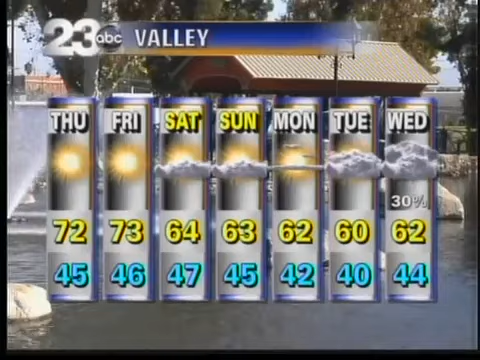 23 abc VALLEY
THU FRI SAT SUN MON TUE WED
30%
72 73 64 63 62 60 62
45 46 47 45 42 40 44